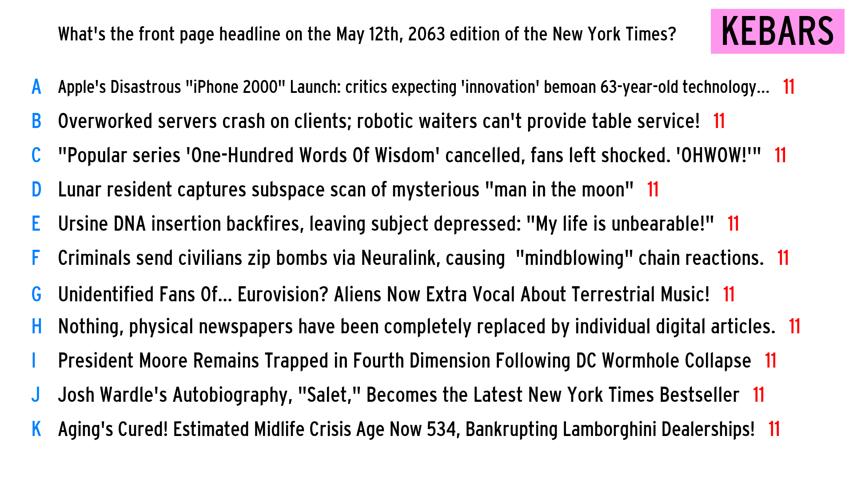 What's the front page headline on the May 12th, 2063 edition of the New York Times?
KEBARS
A Apple's Disastrous "iPhone 2000" Launch: critics expecting 'innovation' bemoan 63-year-old technology... 11
B Overworked servers crash on clients; robotic waiters can't provide table service! 11
C "Popular series 'One-Hundred Words Of Wisdom' cancelled, fans left shocked. 'OHWOW!'" 11
D Lunar resident captures subspace scan of mysterious "man in the moon" 11
E Ursine DNA insertion backfires, leaving subject depressed: "My life is unbearable!" 11
F Criminals send civilians zip bombs via Neuralink, causing "mindblowing" chain reactions. 11
G Unidentified Fans Of... Eurovision? Aliens Now Extra Vocal About Terrestrial Music! 11
H Nothing, physical newspapers have been completely replaced by individual digital articles. 11
I President Moore Remains Trapped in Fourth Dimension Following DC Wormhole Collapse 11
J Josh Wardle's Autobiography, "Salet," Becomes the Latest New York Times Bestseller 11
K Aging's Cured! Estimated Midlife Crisis Age Now 534, Bankrupting Lamborghini Dealerships! 11